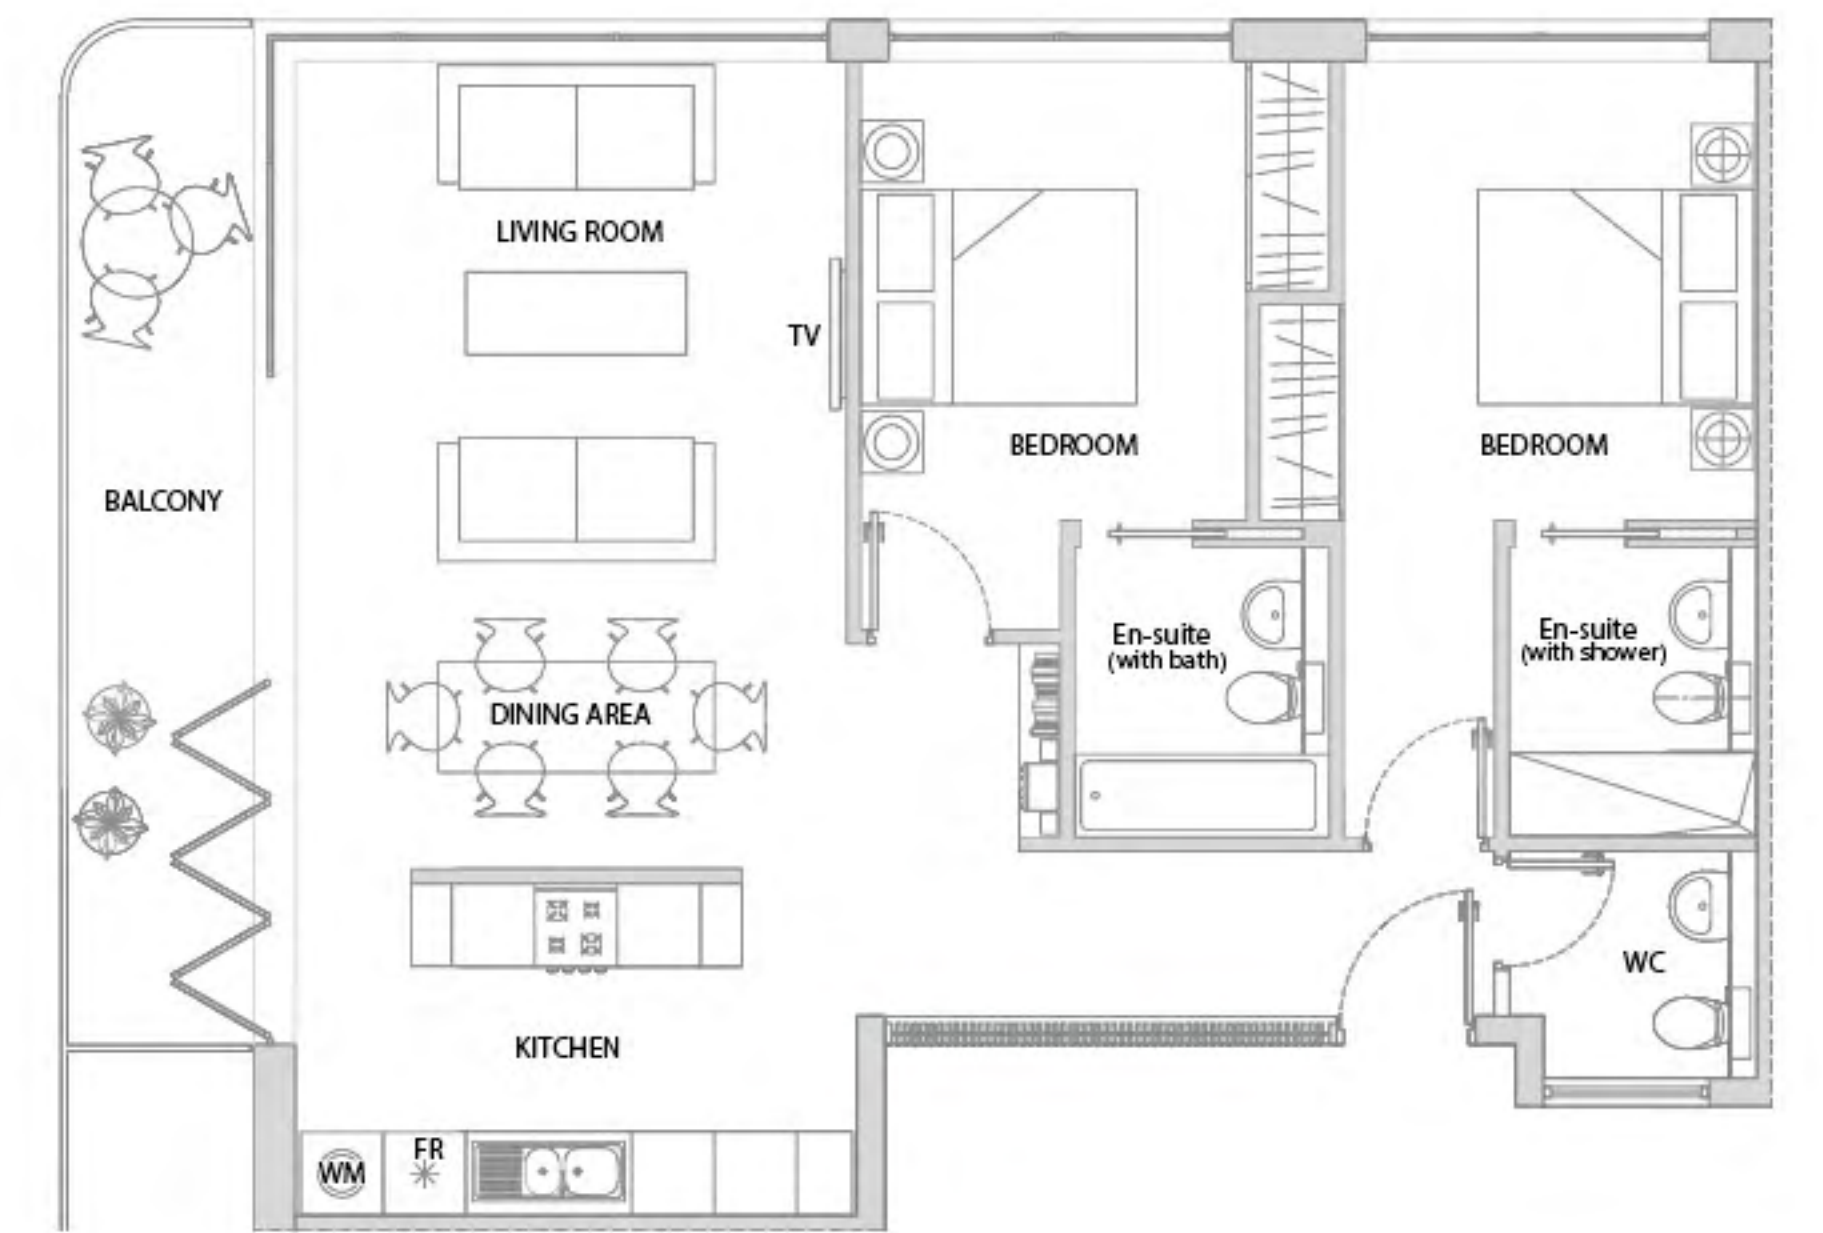 LIVING ROOM
TV
BEDROOM
BEDROOM
BALCONY
En-suite
(with bath)
En-suite
(with shower)
DINING AREA
WC
KITCHEN
FR
WM